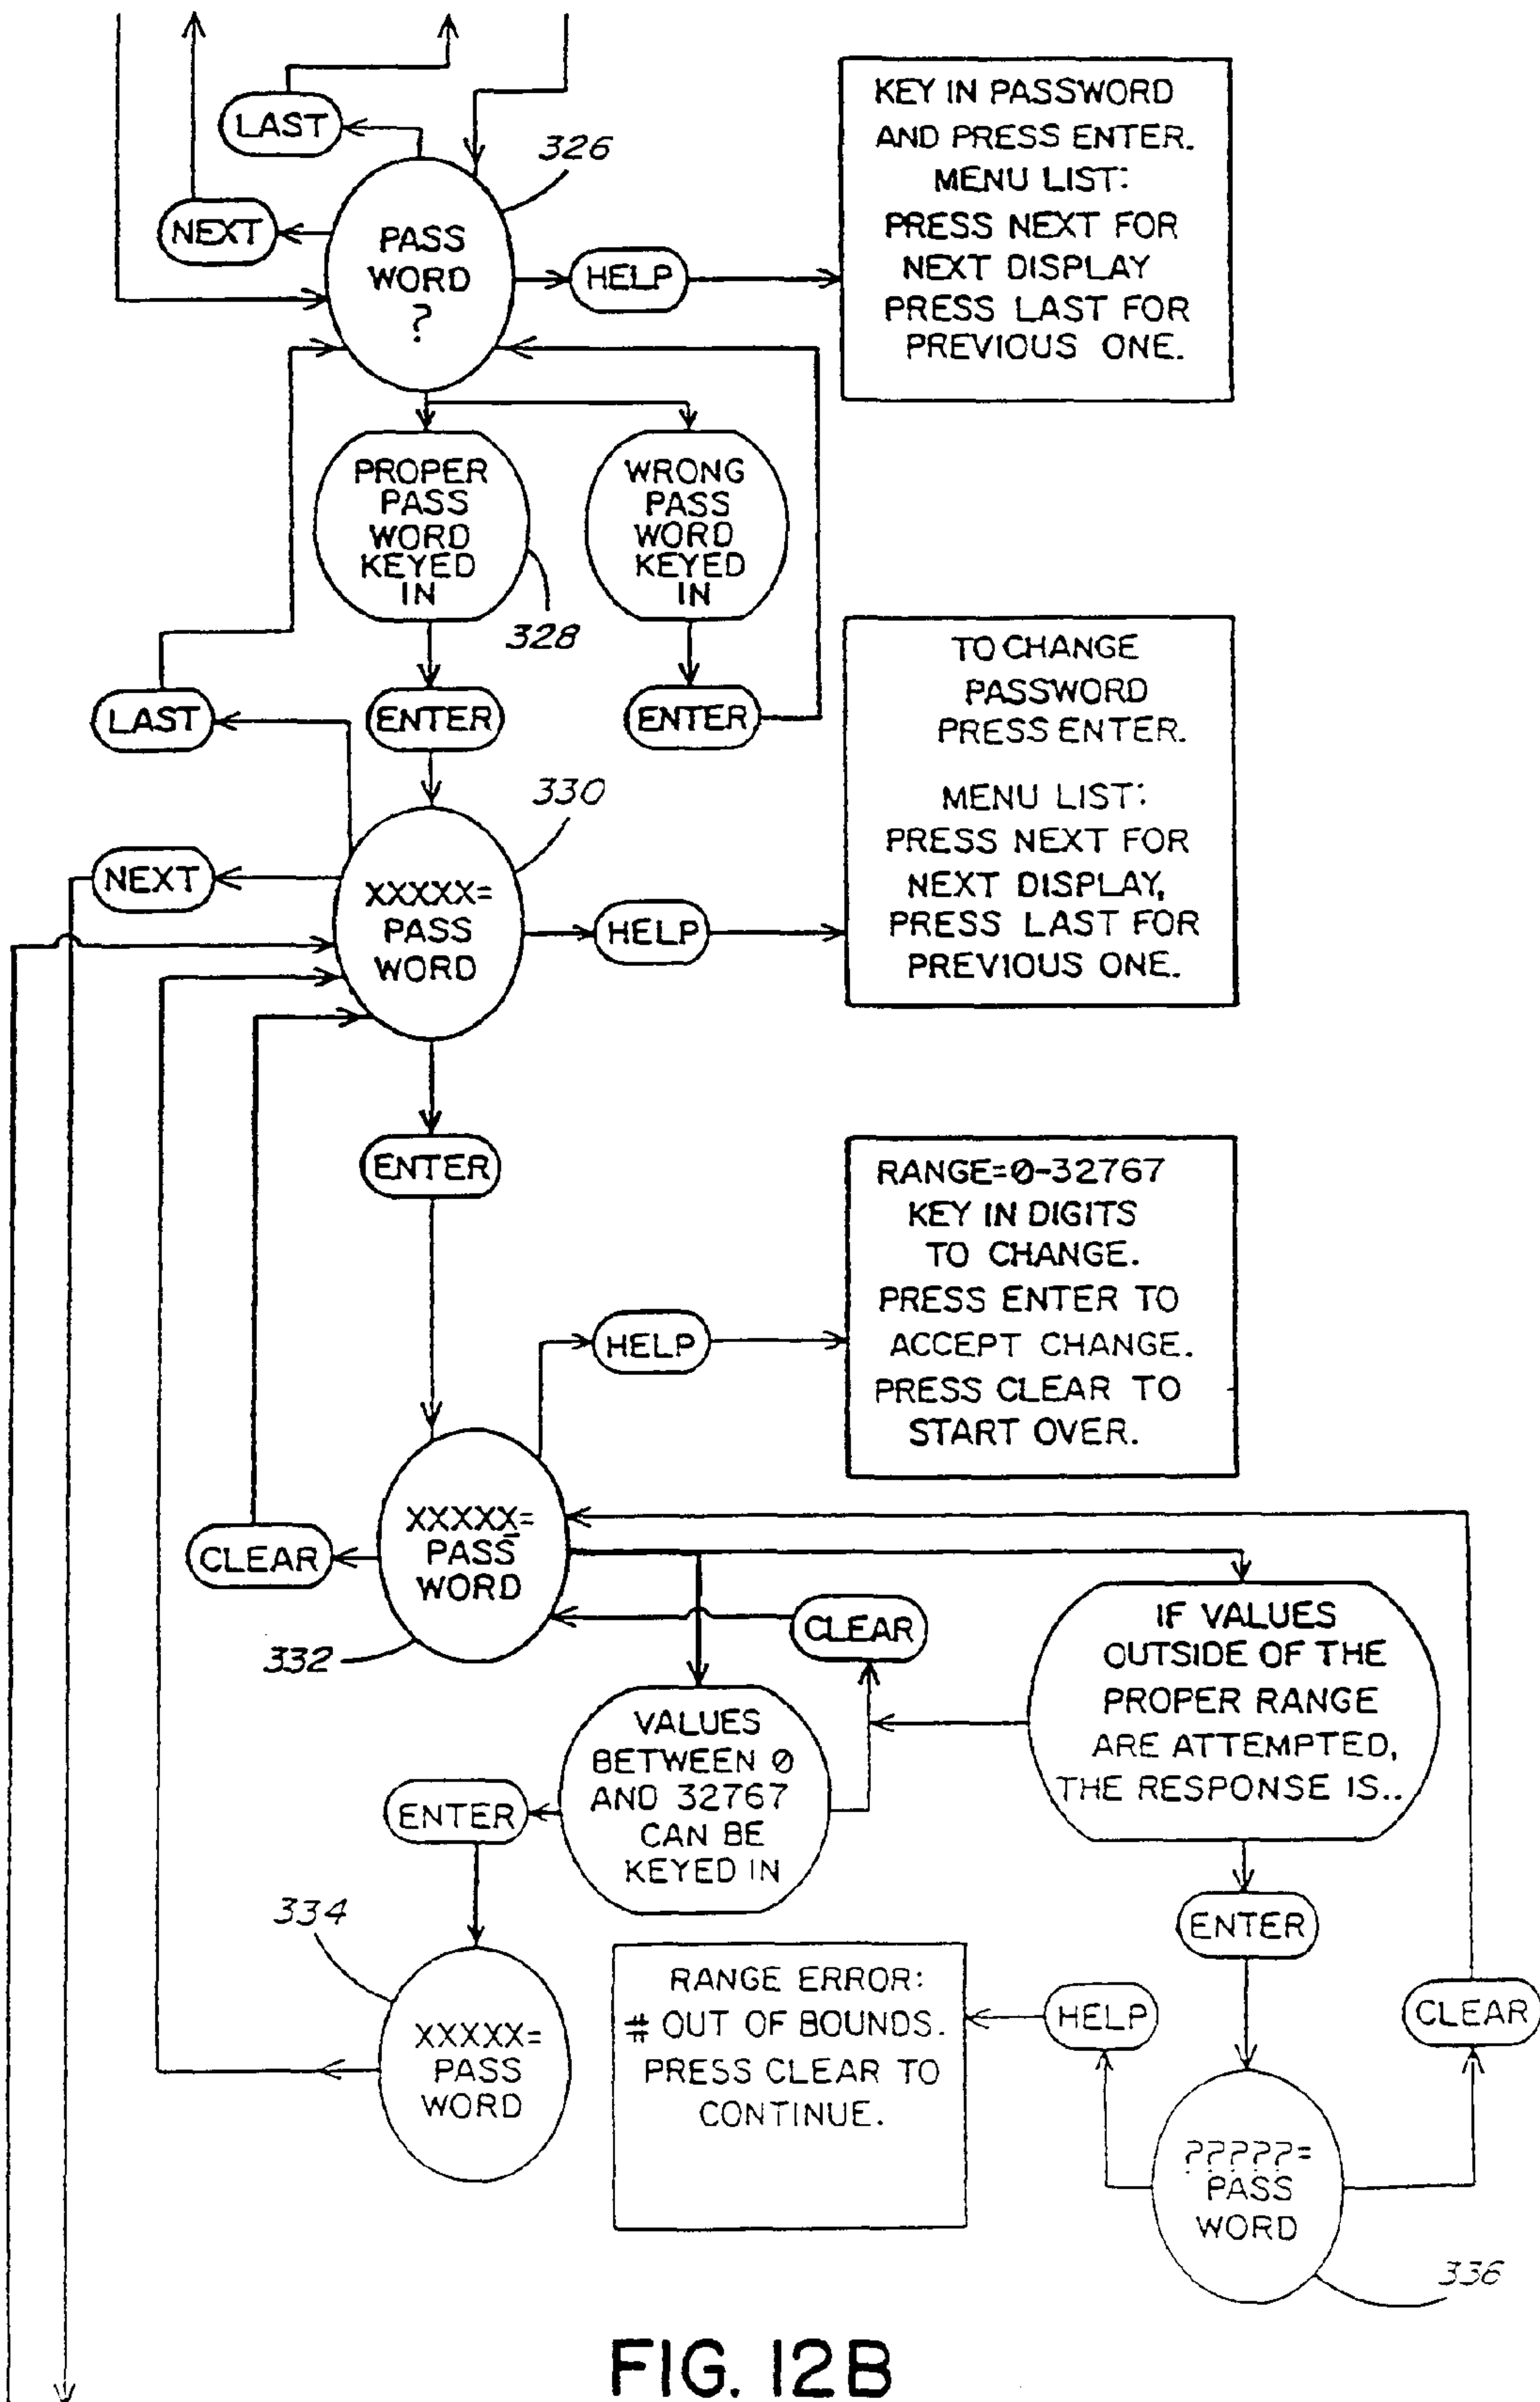 LAST
326
NEXT
PASS
WORD
?
HELP
KEY IN PASSWORD
AND PRESS ENTER.
MENU LIST:
PRESS NEXT FOR
NEXT DISPLAY
PRESS LAST FOR
PREVIOUS ONE.
PROPER
PASS
WORD
KEYED
IN
328
WRONG
PASS
WORD
KEYED
IN
LAST
ENTER
ENTER
TO CHANGE
PASSWORD
PRESS ENTER.
MENU LIST:
PRESS NEXT FOR
NEXT DISPLAY,
PRESS LAST FOR
PREVIOUS ONE.
330
NEXT
XXXXX=
PASS
WORD
HELP
ENTER
RANGE=0-32767
KEY IN DIGITS
TO CHANGE.
PRESS ENTER TO
ACCEPT CHANGE.
PRESS CLEAR TO
START OVER.
HELP
CLEAR
XXXXX=
PASS
WORD
332
CLEAR
IF VALUES
OUTSIDE OF THE
PROPER RANGE
ARE ATTEMPTED,
THE RESPONSE IS..
VALUES
BETWEEN 0
AND 32767
CAN BE
KEYED IN
ENTER
ENTER
334
XXXXX=
PASS
WORD
RANGE ERROR:
# OUT OF BOUNDS.
PRESS CLEAR TO
CONTINUE.
HELP
CLEAR
?????=
PASS
WORD
336
FIG. 12B